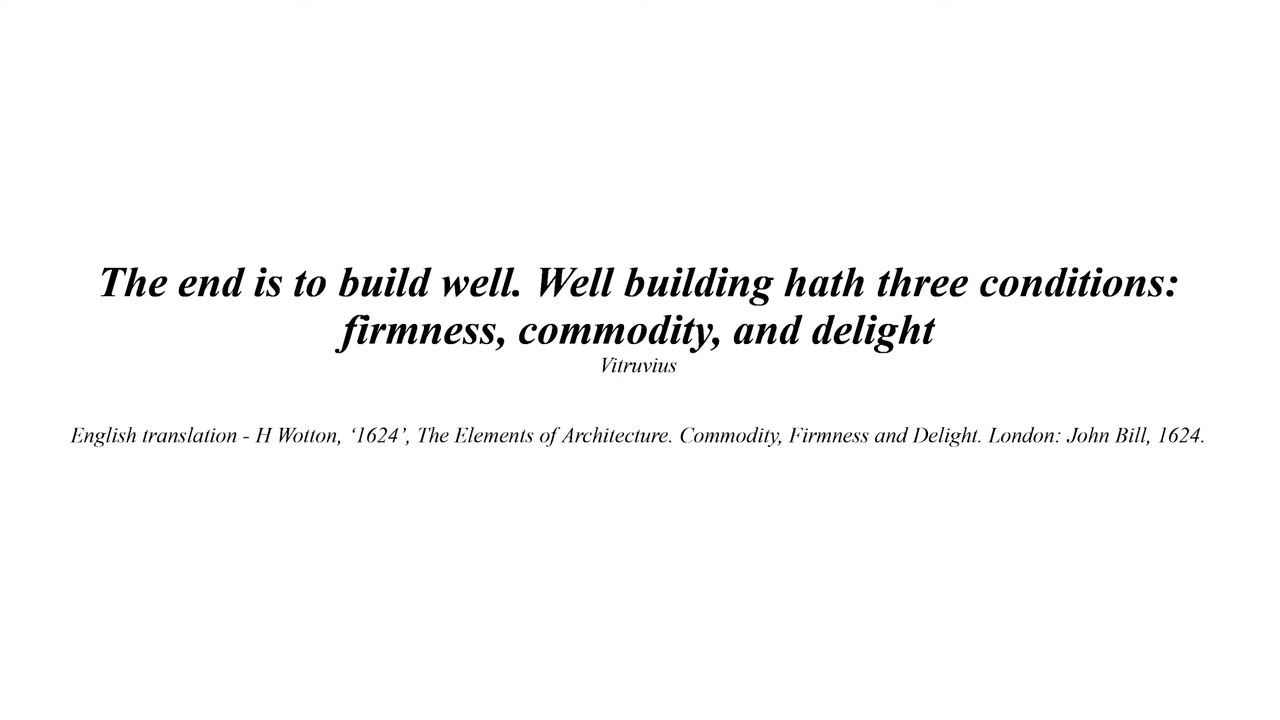 The end is to build well. Well building hath three conditions:
firmness, commodity, and delight
Vitruvius
English translation - H Wotton, ‘1624’, The Elements of Architecture. Commodity, Firmness and Delight. London: John Bill, 1624.